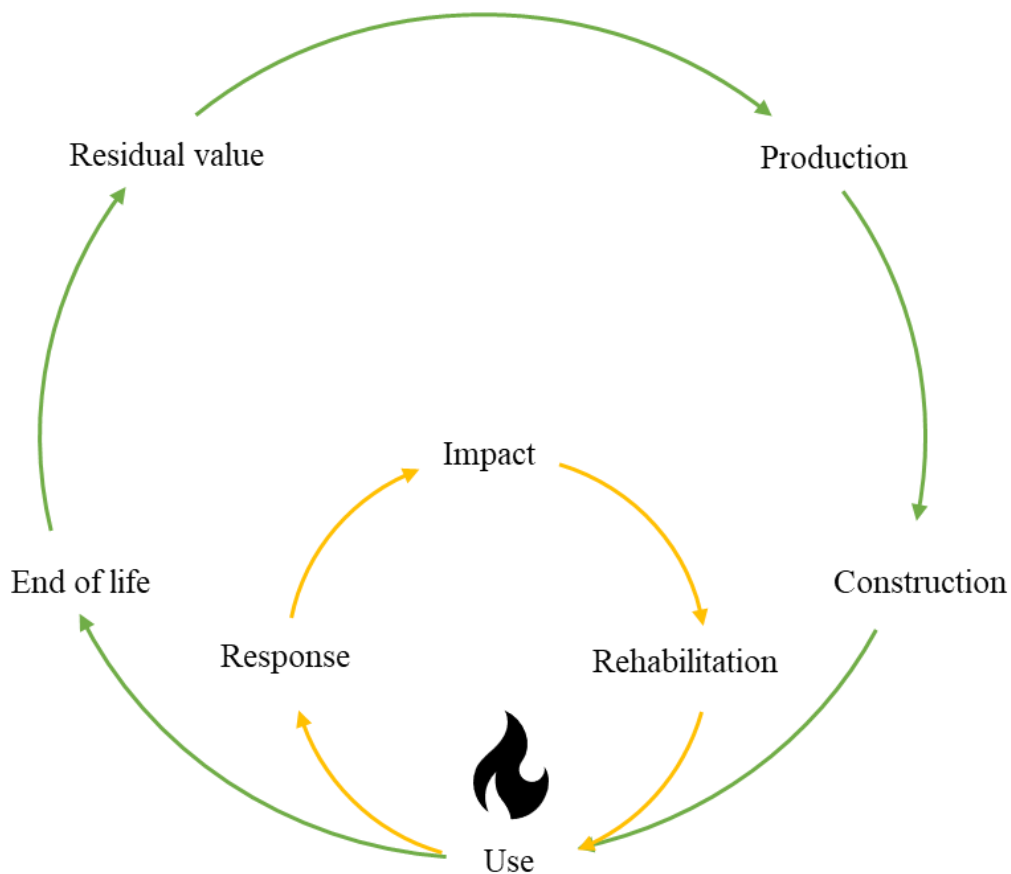 Residual value
Production
Impact
End of life
Construction
Response
Rehabilitation
Use